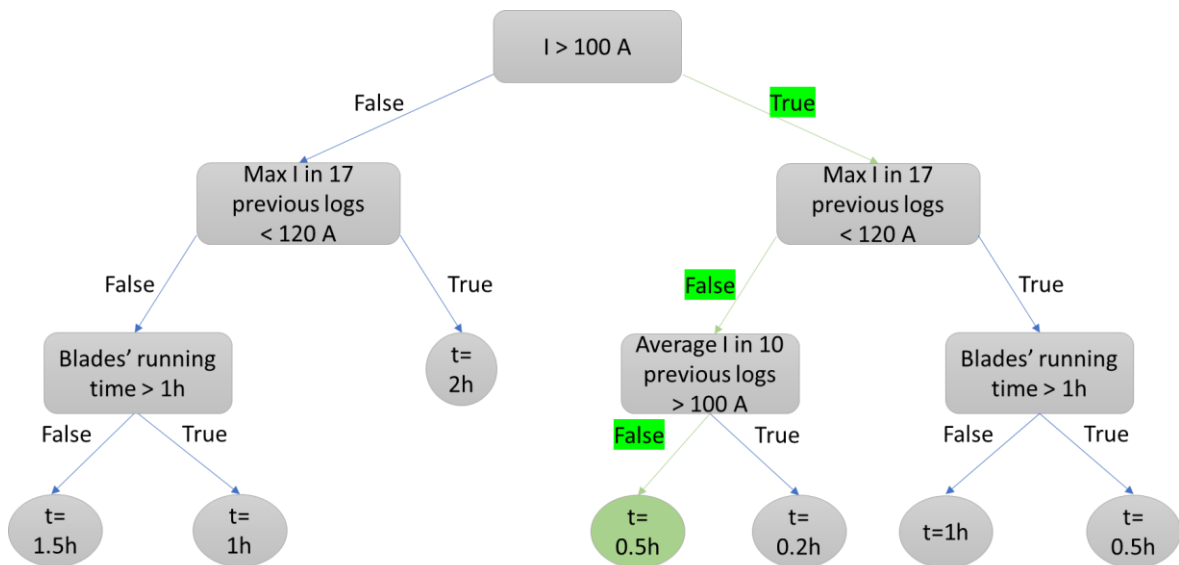 I > 100 A
False
True
Max I in 17
previous logs
< 120 A
Max I in 17
previous logs
< 120 A
False
True
False
True
Blades’ running
time > 1h
t=
2h
Average I in 10
previous logs
> 100 A
Blades’ running
time > 1h
False
True
False
True
False
True
t=
1.5h
t=
1h
t=
0.5h
t=
0.2h
t=1h
t=
0.5h